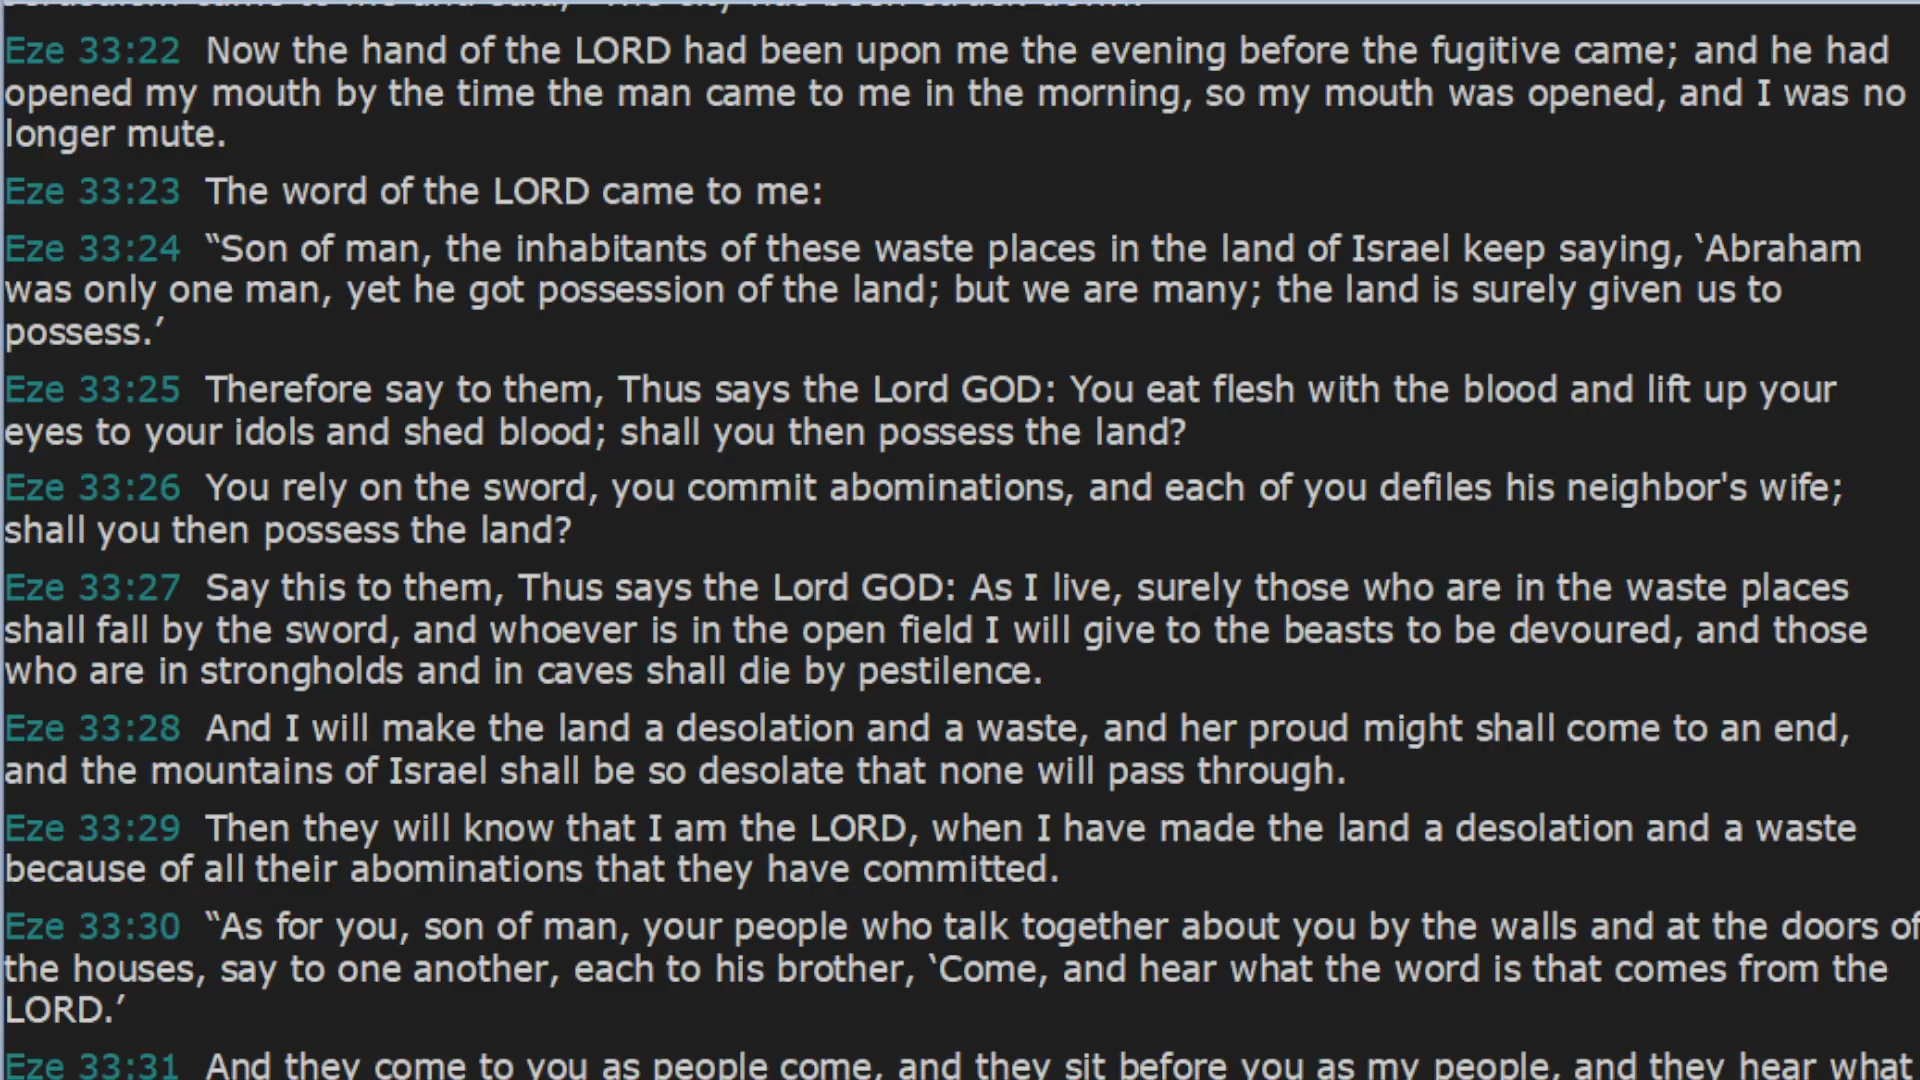 Eze 33:22 Now the hand of the LORD had been upon me the evening before the fugitive came; and he had
opened my mouth by the time the man came to me in the morning, so my mouth was opened, and I was no
longer mute.
Eze 33:23 The word of the LORD came to me:
Eze 33:24 “Son of man, the inhabitants of these waste places in the land of Israel keep saying, ‘Abraham
was only one man, yet he got possession of the land; but we are many; the land is surely given us to
possess.’
Eze 33:25 Therefore say to them, Thus says the Lord GOD: You eat flesh with the blood and lift up your
eyes to your idols and shed blood; shall you then possess the land?
Eze 33:26 You rely on the sword, you commit abominations, and each of you defiles his neighbor's wife;
shall you then possess the land?
Eze 33:27 Say this to them, Thus says the Lord GOD: As I live, surely those who are in the waste places
shall fall by the sword, and whoever is in the open field I will give to the beasts to be devoured, and those
who are in strongholds and in caves shall die by pestilence.
Eze 33:28 And I will make the land a desolation and a waste, and her proud might shall come to an end,
and the mountains of Israel shall be so desolate that none will pass through.
Eze 33:29 Then they will know that I am the LORD, when I have made the land a desolation and a waste
because of all their abominations that they have committed.
Eze 33:30 “As for you, son of man, your people who talk together about you by the walls and at the doors of
the houses, say to one another, each to his brother, ‘Come, and hear what the word is that comes from the
LORD.’
Eze 33:31 And they come to you as people come, and they sit before you as my people, and they hear what